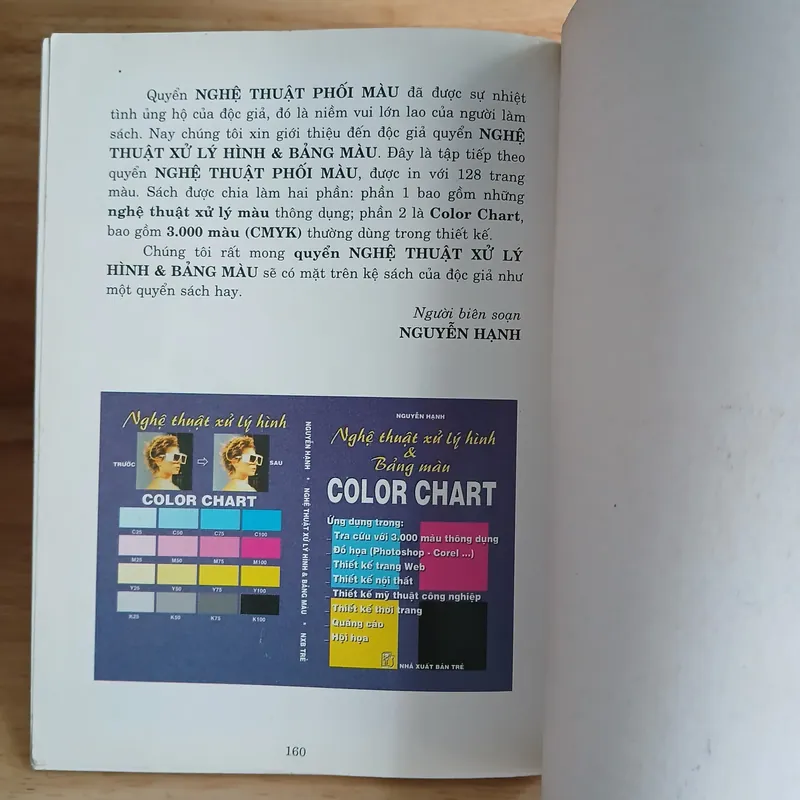 Quyển NGHỆ THUẬT PHỐI MÀU đã được sự nhiệt
tình ủng hộ của độc giả, đó là niềm vui lớn lao của người làm
sách. Nay chúng tôi xin giới thiệu đến độc giả quyển NGHỆ
THUẬT XỬ LÝ HÌNH & BẢNG MÀU. Đây là tập tiếp theo
quyển NGHỆ THUẬT PHỐI MÀU, được in với 128 trang
màu. Sách được chia làm hai phần: phần 1 bao gồm những
nghệ thuật xử lý màu thông dụng; phần 2 là Color Chart,
bao gồm 3.000 màu (CMYK) thường dùng trong thiết kế.
Chúng tôi rất mong quyển NGHỆ THUẬT XỬ LÝ
HÌNH & BẢNG MÀU sẽ có mặt trên kệ sách của độc giả như
một quyển sách hay.
Người biên soạn
NGUYỄN HẠNH
Nghệ thuật xử lý hình
TRƯỚC
SAU
COLOR CHART
C25 C50 C75 C100
M25 M50 M75 M100
Y25 Y50 Y75 Y100
K25 K50 K75 K100
NGUYỄN HẠNH * NGHỆ THUẬT XỬ LÝ HÌNH & BẢNG MÀU * NXB TRẺ
NGUYỄN HẠNH
Nghệ thuật xử lý hình
&
Bảng màu
COLOR CHART
Ứng dụng trong:
_ Tra cứu với 3.000 màu thông dụng
_ Đồ họa (Photoshop - Corel ...)
_ Thiết kế trang Web
_ Thiết kế nội thất
_ Thiết kế mỹ thuật công nghiệp
_ Thiết kế thời trang
_ Quảng cáo
_ Hội họa
NHÀ XUẤT BẢN TRẺ
160